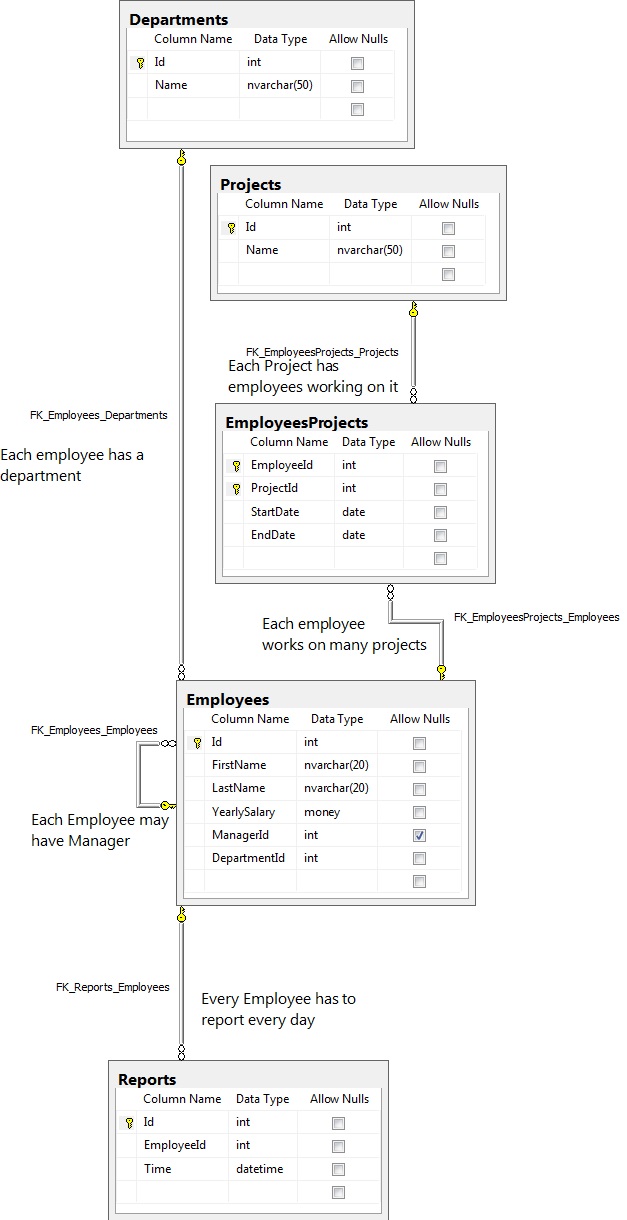 Departments
Column Name Data Type Allow Nulls
Id int
Name nvarchar(50)
Projects
Column Name Data Type Allow Nulls
Id int
Name nvarchar(50)
FK_EmployeesProjects_Projects
Each Project has
employees working on it
FK_Employees_Departments
Each employee has a
department
EmployeesProjects
Column Name Data Type Allow Nulls
EmployeeId int
ProjectId int
StartDate date
EndDate date
FK_EmployeesProjects_Employees
Each employee
works on many projects
Employees
Column Name Data Type Allow Nulls
Id int
FirstName nvarchar(20)
LastName nvarchar(20)
YearlySalary money
ManagerId int
DepartmentId int
FK_Employees_Employees
Each Employee may
have Manager
FK_Reports_Employees
Every Employee has to
report every day
Reports
Column Name Data Type Allow Nulls
Id int
EmployeeId int
Time datetime